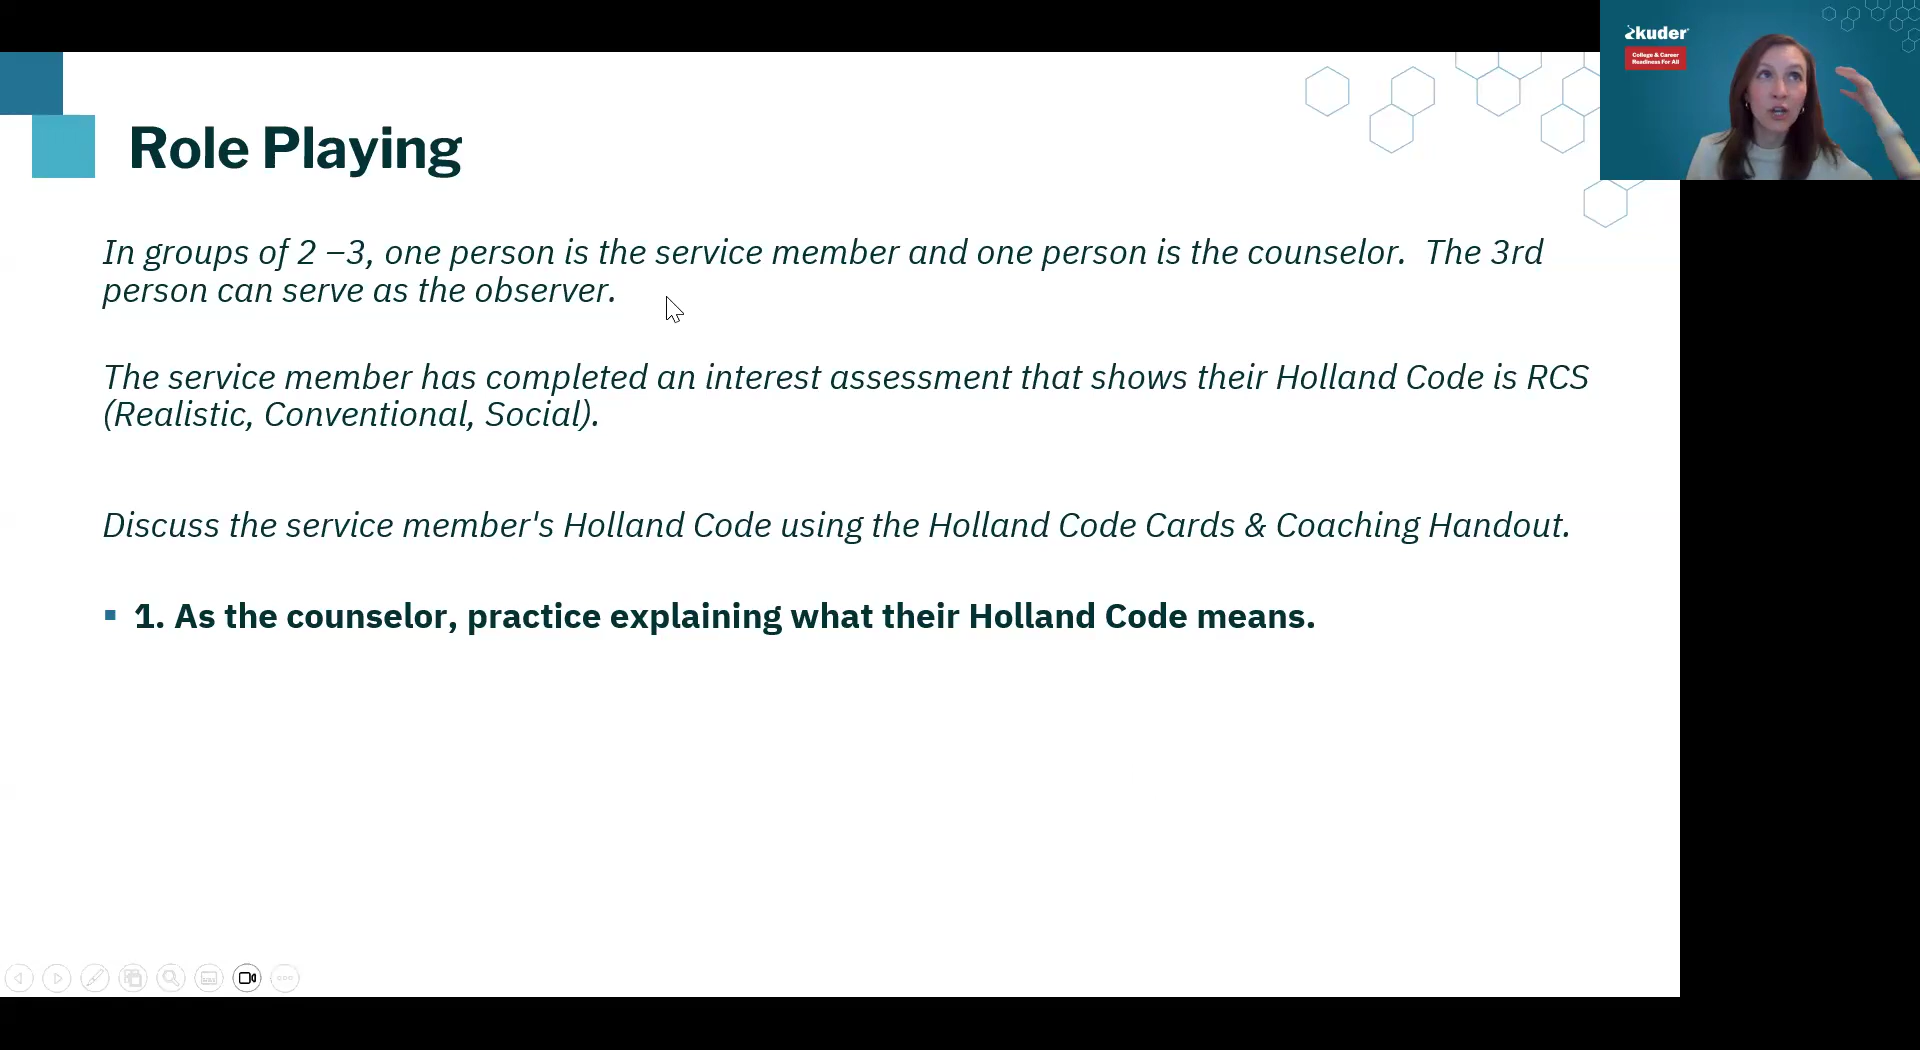 kuder
College & Career
Readiness For All
Role Playing
In groups of 2 –3, one person is the service member and one person is the counselor.  The 3rd
person can serve as the observer.
The service member has completed an interest assessment that shows their Holland Code is RCS
(Realistic, Conventional, Social).
Discuss the service member's Holland Code using the Holland Code Cards & Coaching Handout.
▪ 1. As the counselor, practice explaining what their Holland Code means.